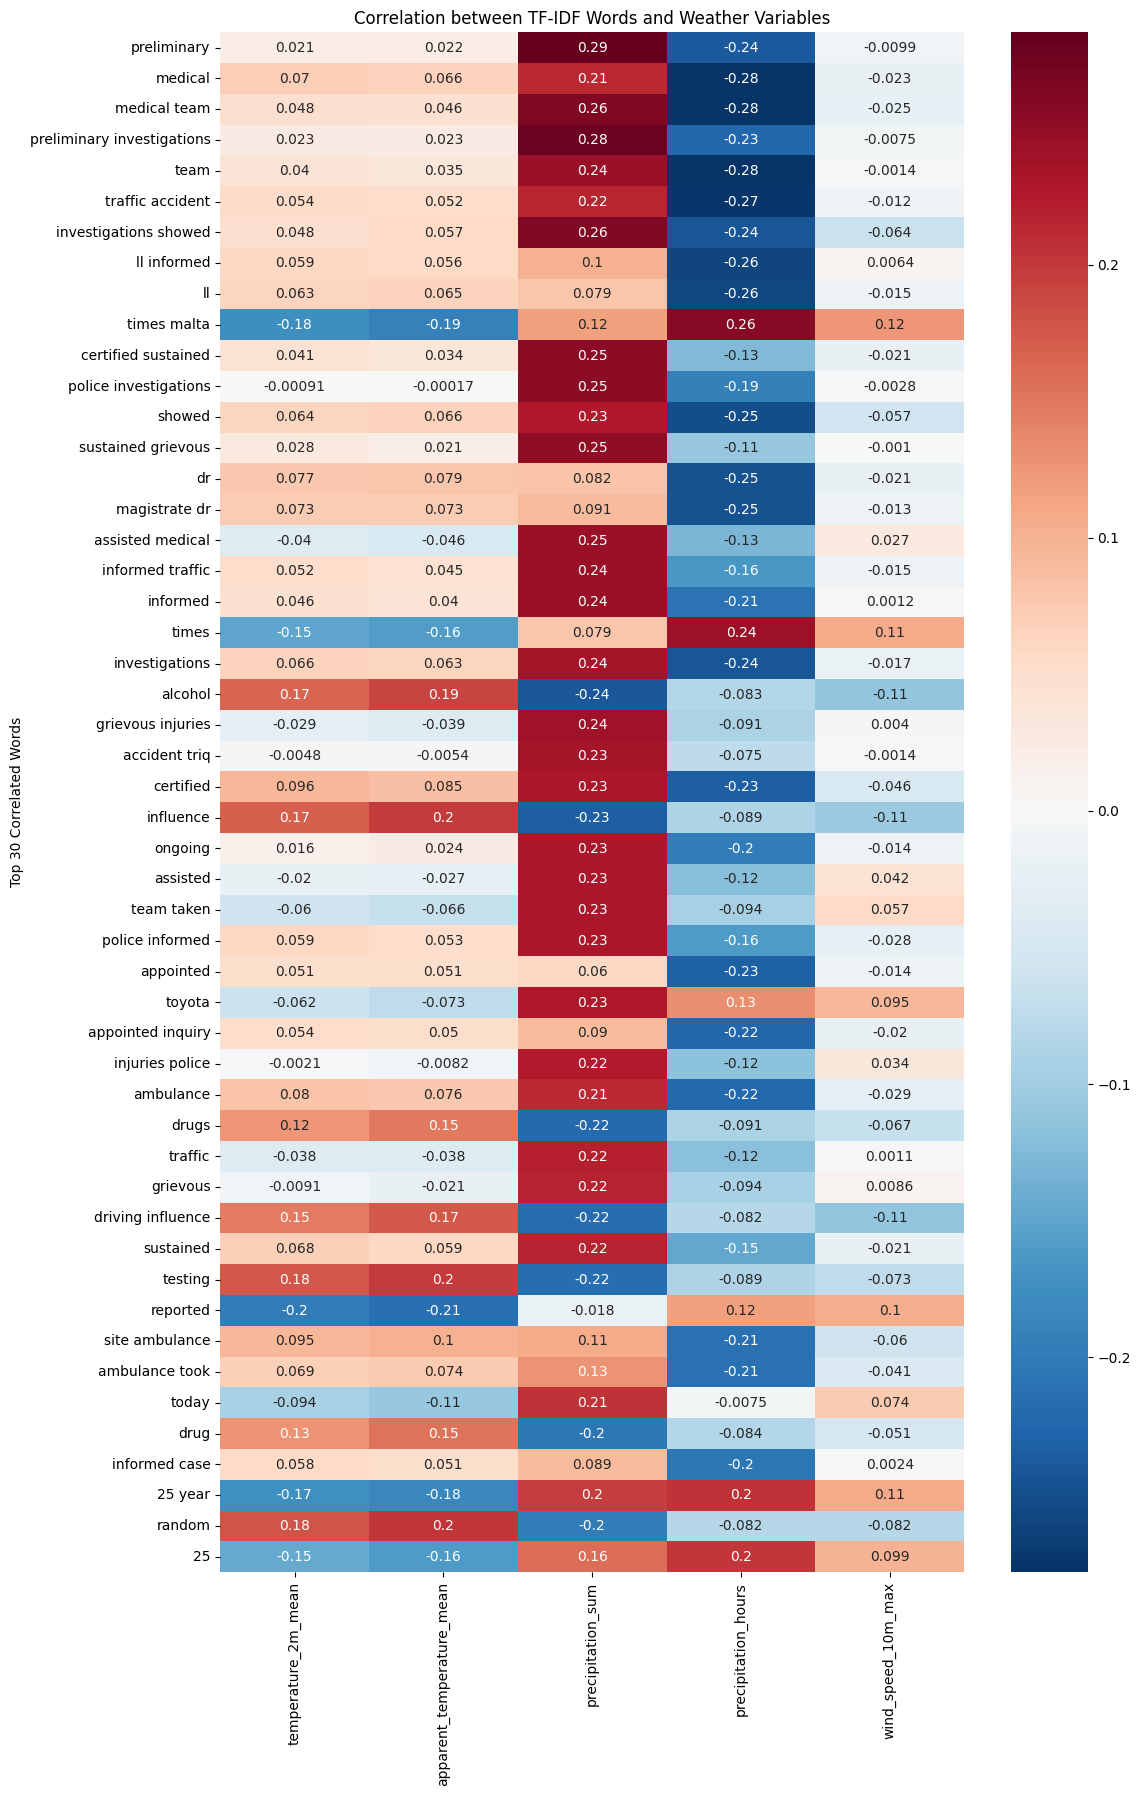 Correlation between TF-IDF Words and Weather Variables
Top 30 Correlated Words
preliminary 0.021 0.022 0.29 -0.24 -0.0099
medical 0.07 0.066 0.21 -0.28 -0.023
medical team 0.048 0.046 0.26 -0.28 -0.025
preliminary investigations 0.023 0.023 0.28 -0.23 -0.0075
team 0.04 0.035 0.24 -0.28 -0.0014
traffic accident 0.054 0.052 0.22 -0.27 -0.012
investigations showed 0.048 0.057 0.26 -0.24 -0.064
ll informed 0.059 0.056 0.1 -0.26 0.0064
ll 0.063 0.065 0.079 -0.26 -0.015
times malta -0.18 -0.19 0.12 0.26 0.12
certified sustained 0.041 0.034 0.25 -0.13 -0.021
police investigations -0.00091 -0.00017 0.25 -0.19 -0.0028
showed 0.064 0.066 0.23 -0.25 -0.057
sustained grievous 0.028 0.021 0.25 -0.11 -0.001
dr 0.077 0.079 0.082 -0.25 -0.021
magistrate dr 0.073 0.073 0.091 -0.25 -0.013
assisted medical -0.04 -0.046 0.25 -0.13 0.027
informed traffic 0.052 0.045 0.24 -0.16 -0.015
informed 0.046 0.04 0.24 -0.21 0.0012
times -0.15 -0.16 0.079 0.24 0.11
investigations 0.066 0.063 0.24 -0.24 -0.017
alcohol 0.17 0.19 -0.24 -0.083 -0.11
grievous injuries -0.029 -0.039 0.24 -0.091 0.004
accident triq -0.0048 -0.0054 0.23 -0.075 -0.0014
certified 0.096 0.085 0.23 -0.23 -0.046
influence 0.17 0.2 -0.23 -0.089 -0.11
ongoing 0.016 0.024 0.23 -0.2 -0.014
assisted -0.02 -0.027 0.23 -0.12 0.042
team taken -0.06 -0.066 0.23 -0.094 0.057
police informed 0.059 0.053 0.23 -0.16 -0.028
appointed 0.051 0.051 0.06 -0.23 -0.014
toyota -0.062 -0.073 0.23 0.13 0.095
appointed inquiry 0.054 0.05 0.09 -0.22 -0.02
injuries police -0.0021 -0.0082 0.22 -0.12 0.034
ambulance 0.08 0.076 0.21 -0.22 -0.029
drugs 0.12 0.15 -0.22 -0.091 -0.067
traffic -0.038 -0.038 0.22 -0.12 0.0011
grievous -0.0091 -0.021 0.22 -0.094 0.0086
driving influence 0.15 0.17 -0.22 -0.082 -0.11
sustained 0.068 0.059 0.22 -0.15 -0.021
testing 0.18 0.2 -0.22 -0.089 -0.073
reported -0.2 -0.21 -0.018 0.12 0.1
site ambulance 0.095 0.1 0.11 -0.21 -0.06
ambulance took 0.069 0.074 0.13 -0.21 -0.041
today -0.094 -0.11 0.21 -0.0075 0.074
drug 0.13 0.15 -0.2 -0.084 -0.051
informed case 0.058 0.051 0.089 -0.2 0.0024
25 year -0.17 -0.18 0.2 0.2 0.11
random 0.18 0.2 -0.2 -0.082 -0.082
25 -0.15 -0.16 0.16 0.2 0.099
temperature_2m_mean
apparent_temperature_mean
precipitation_sum
precipitation_hours
wind_speed_10m_max
0.2
0.1
0.0
−0.1
−0.2